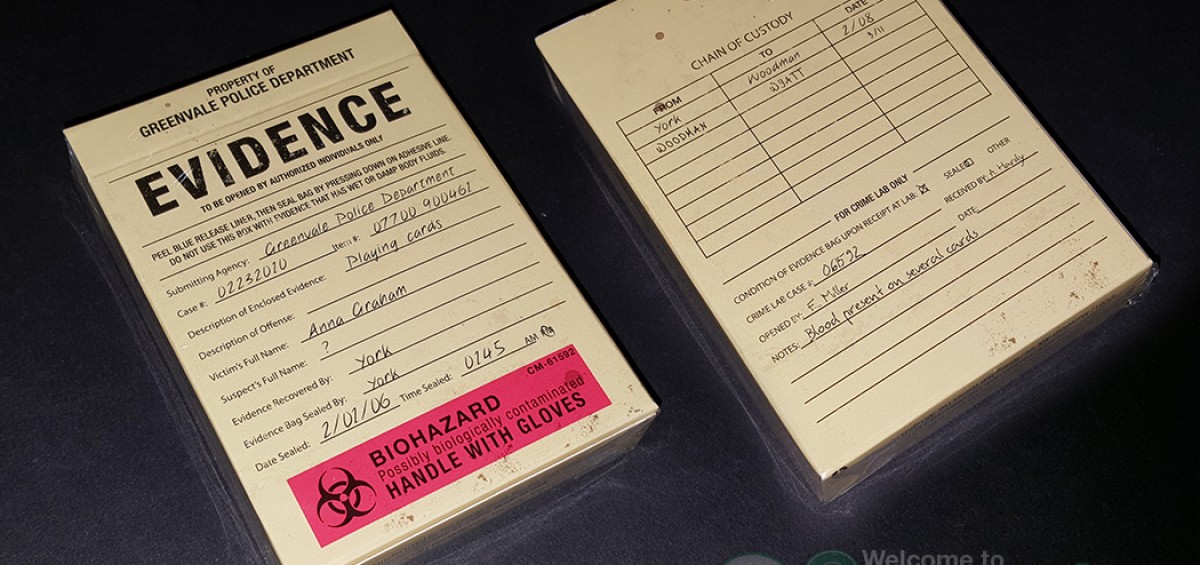 PROPERTY OF
GREENVALE POLICE DEPARTMENT
EVIDENCE
TO BE OPENED BY AUTHORIZED INDIVIDUALS ONLY
PEEL BLUE RELEASE LINER, THEN SEAL BAG BY PRESSING DOWN ON ADHESIVE LINE.
DO NOT USE THIS BOX WITH EVIDENCE THAT HAS WET OR DAMP BODY FLUIDS.
Submitting Agency: Greenvale Police Department
Case #: 02232010 Item #: 07700 900461
Description of Enclosed Evidence: Playing cards
Description of Offense:
Victim's Full Name: Anna Graham
Suspect's Full Name: ?
Evidence Recovered By: York
Evidence Bag Sealed By: York
Date Sealed: 2/01/06 Time Sealed: 0145 AM
CM-61592
BIOHAZARD
Possibly biologically contaminated
HANDLE WITH GLOVES
CHAIN OF CUSTODY
FROM TO DATE
York Woodman 2/08
WOODMAN WYATT 3/11
FOR CRIME LAB ONLY
CONDITION OF EVIDENCE BAG UPON RECEIPT AT LAB: SEALED OTHER
CRIME LAB CASE #: 061592 RECEIVED BY: A Hardy
OPENED BY: F. Miller DATE
NOTES: Blood present on several cards
Welcome to